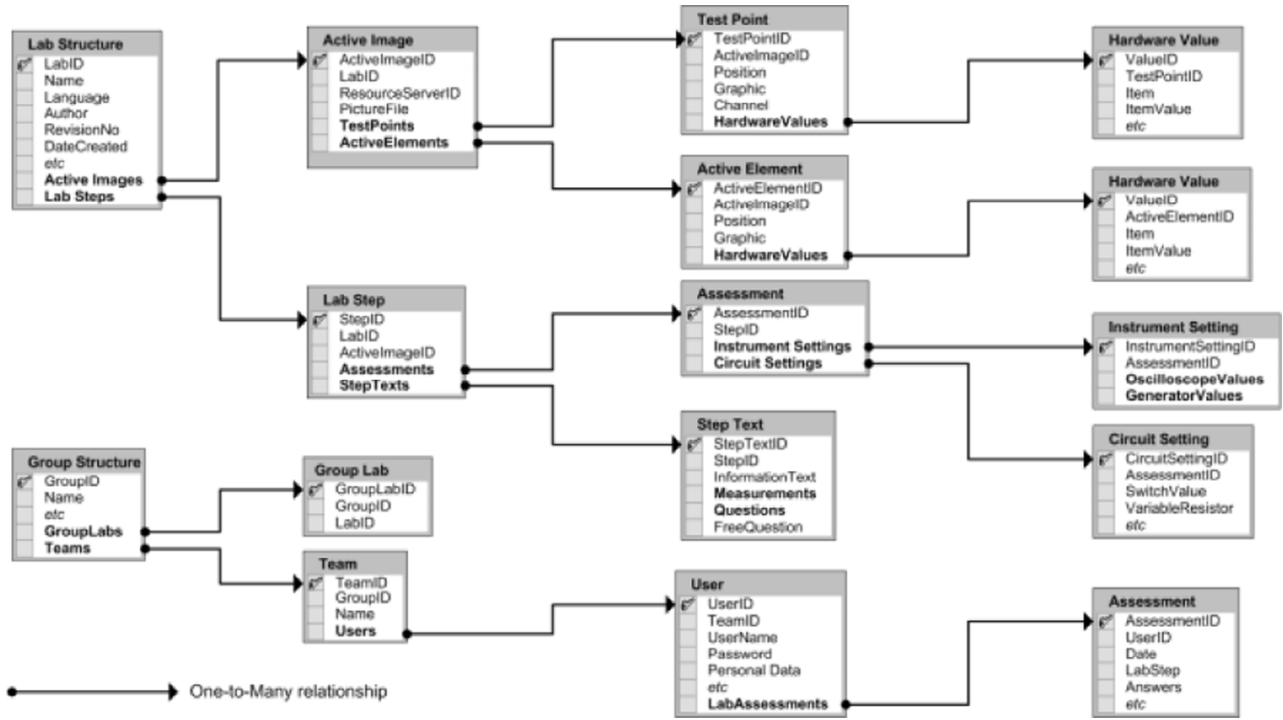 Lab Structure
LabID
Name
Language
Author
RevisionNo
DateCreated
etc
Active Images
Lab Steps
Active Image
ActiveImageID
LabID
ResourceServerID
PictureFile
TestPoints
ActiveElements
Test Point
TestPointID
ActiveImageID
Position
Graphic
Channel
HardwareValues
Hardware Value
ValueID
TestPointID
Item
ItemValue
etc
Active Element
ActiveElementID
ActiveImageID
Position
Graphic
HardwareValues
Hardware Value
ValueID
ActiveElementID
Item
ItemValue
etc
Lab Step
StepID
LabID
ActiveImageID
Assessments
StepTexts
Assessment
AssessmentID
StepID
Instrument Settings
Circuit Settings
Instrument Setting
InstrumentSettingID
AssessmentID
OscilloscopeValues
GeneratorValues
Step Text
StepTextID
StepID
InformationText
Measurements
Questions
FreeQuestion
Circuit Setting
CircuitSettingID
AssessmentID
SwitchValue
VariableResistor
etc
Group Structure
GroupID
Name
etc
GroupLabs
Teams
Group Lab
GroupLabID
GroupID
LabID
Team
TeamID
GroupID
Name
Users
User
UserID
TeamID
UserName
Password
Personal Data
etc
LabAssessments
Assessment
AssessmentID
UserID
Date
LabStep
Answers
etc
One-to-Many relationship